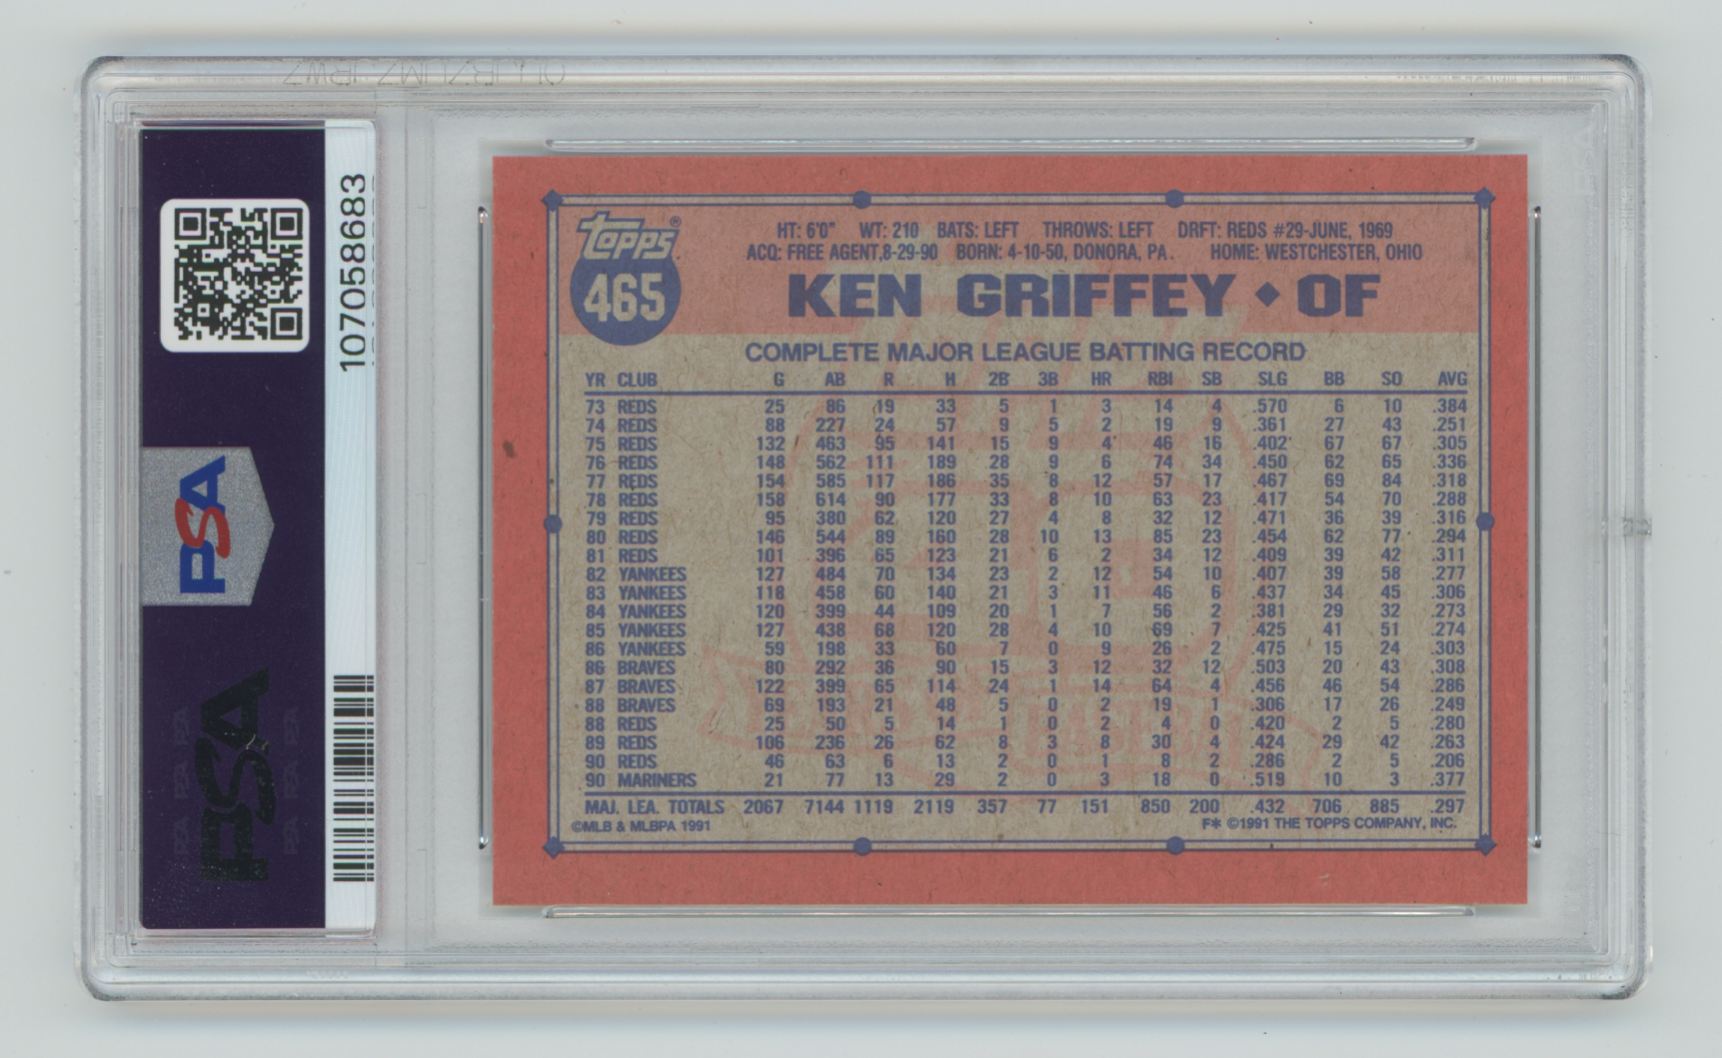 107058683
PSA
PSA
topps®
465
HT: 6'0" WT: 210 BATS: LEFT THROWS: LEFT DRFT: REDS #29-JUNE, 1969
ACQ: FREE AGENT,8-29-90 BORN: 4-10-50, DONORA, PA. HOME: WESTCHESTER, OHIO
KEN GRIFFEY ◆ OF
COMPLETE MAJOR LEAGUE BATTING RECORD
YR CLUB G AB R H 2B 3B HR RBI SB SLG BB SO AVG
73 REDS 25 86 19 33 5 1 3 14 4 .570 6 10 .384
74 REDS 88 227 24 57 9 5 2 19 9 .361 27 43 .251
75 REDS 132 463 95 141 15 9 4 46 16 .402 67 67 .305
76 REDS 148 562 111 189 28 9 6 74 34 .450 62 65 .336
77 REDS 154 585 117 186 35 8 12 57 17 .467 69 84 .318
78 REDS 158 614 90 177 33 8 10 63 23 .417 54 70 .288
79 REDS 95 380 62 120 27 4 8 32 12 .471 36 39 .316
80 REDS 146 544 89 160 28 10 13 85 23 .454 62 77 .294
81 REDS 101 396 65 123 21 6 2 34 12 .409 39 42 .311
82 YANKEES 127 484 70 134 23 2 12 54 10 .407 39 58 .277
83 YANKEES 118 458 60 140 21 3 11 46 6 .437 34 45 .306
84 YANKEES 120 399 44 109 20 1 7 56 2 .381 29 32 .273
85 YANKEES 127 438 68 120 28 4 10 69 7 .425 41 51 .274
86 YANKEES 59 198 33 60 7 0 9 26 2 .475 15 24 .303
86 BRAVES 80 292 36 90 15 3 12 32 12 .503 20 43 .308
87 BRAVES 122 399 65 114 24 1 14 64 4 .456 46 54 .286
88 BRAVES 69 193 21 48 5 0 2 19 1 .306 17 26 .249
88 REDS 25 50 5 14 1 0 2 4 0 .420 2 5 .280
89 REDS 106 236 26 62 8 3 8 30 4 .424 29 42 .263
90 REDS 46 63 6 13 2 0 1 8 2 .286 2 5 .206
90 MARINERS 21 77 13 29 2 0 3 18 0 .519 10 3 .377
MAJ. LEA. TOTALS 2067 7144 1119 2119 357 77 151 850 200 .432 706 885 .297
©MLB & MLBPA 1991 F* ©1991 THE TOPPS COMPANY, INC.